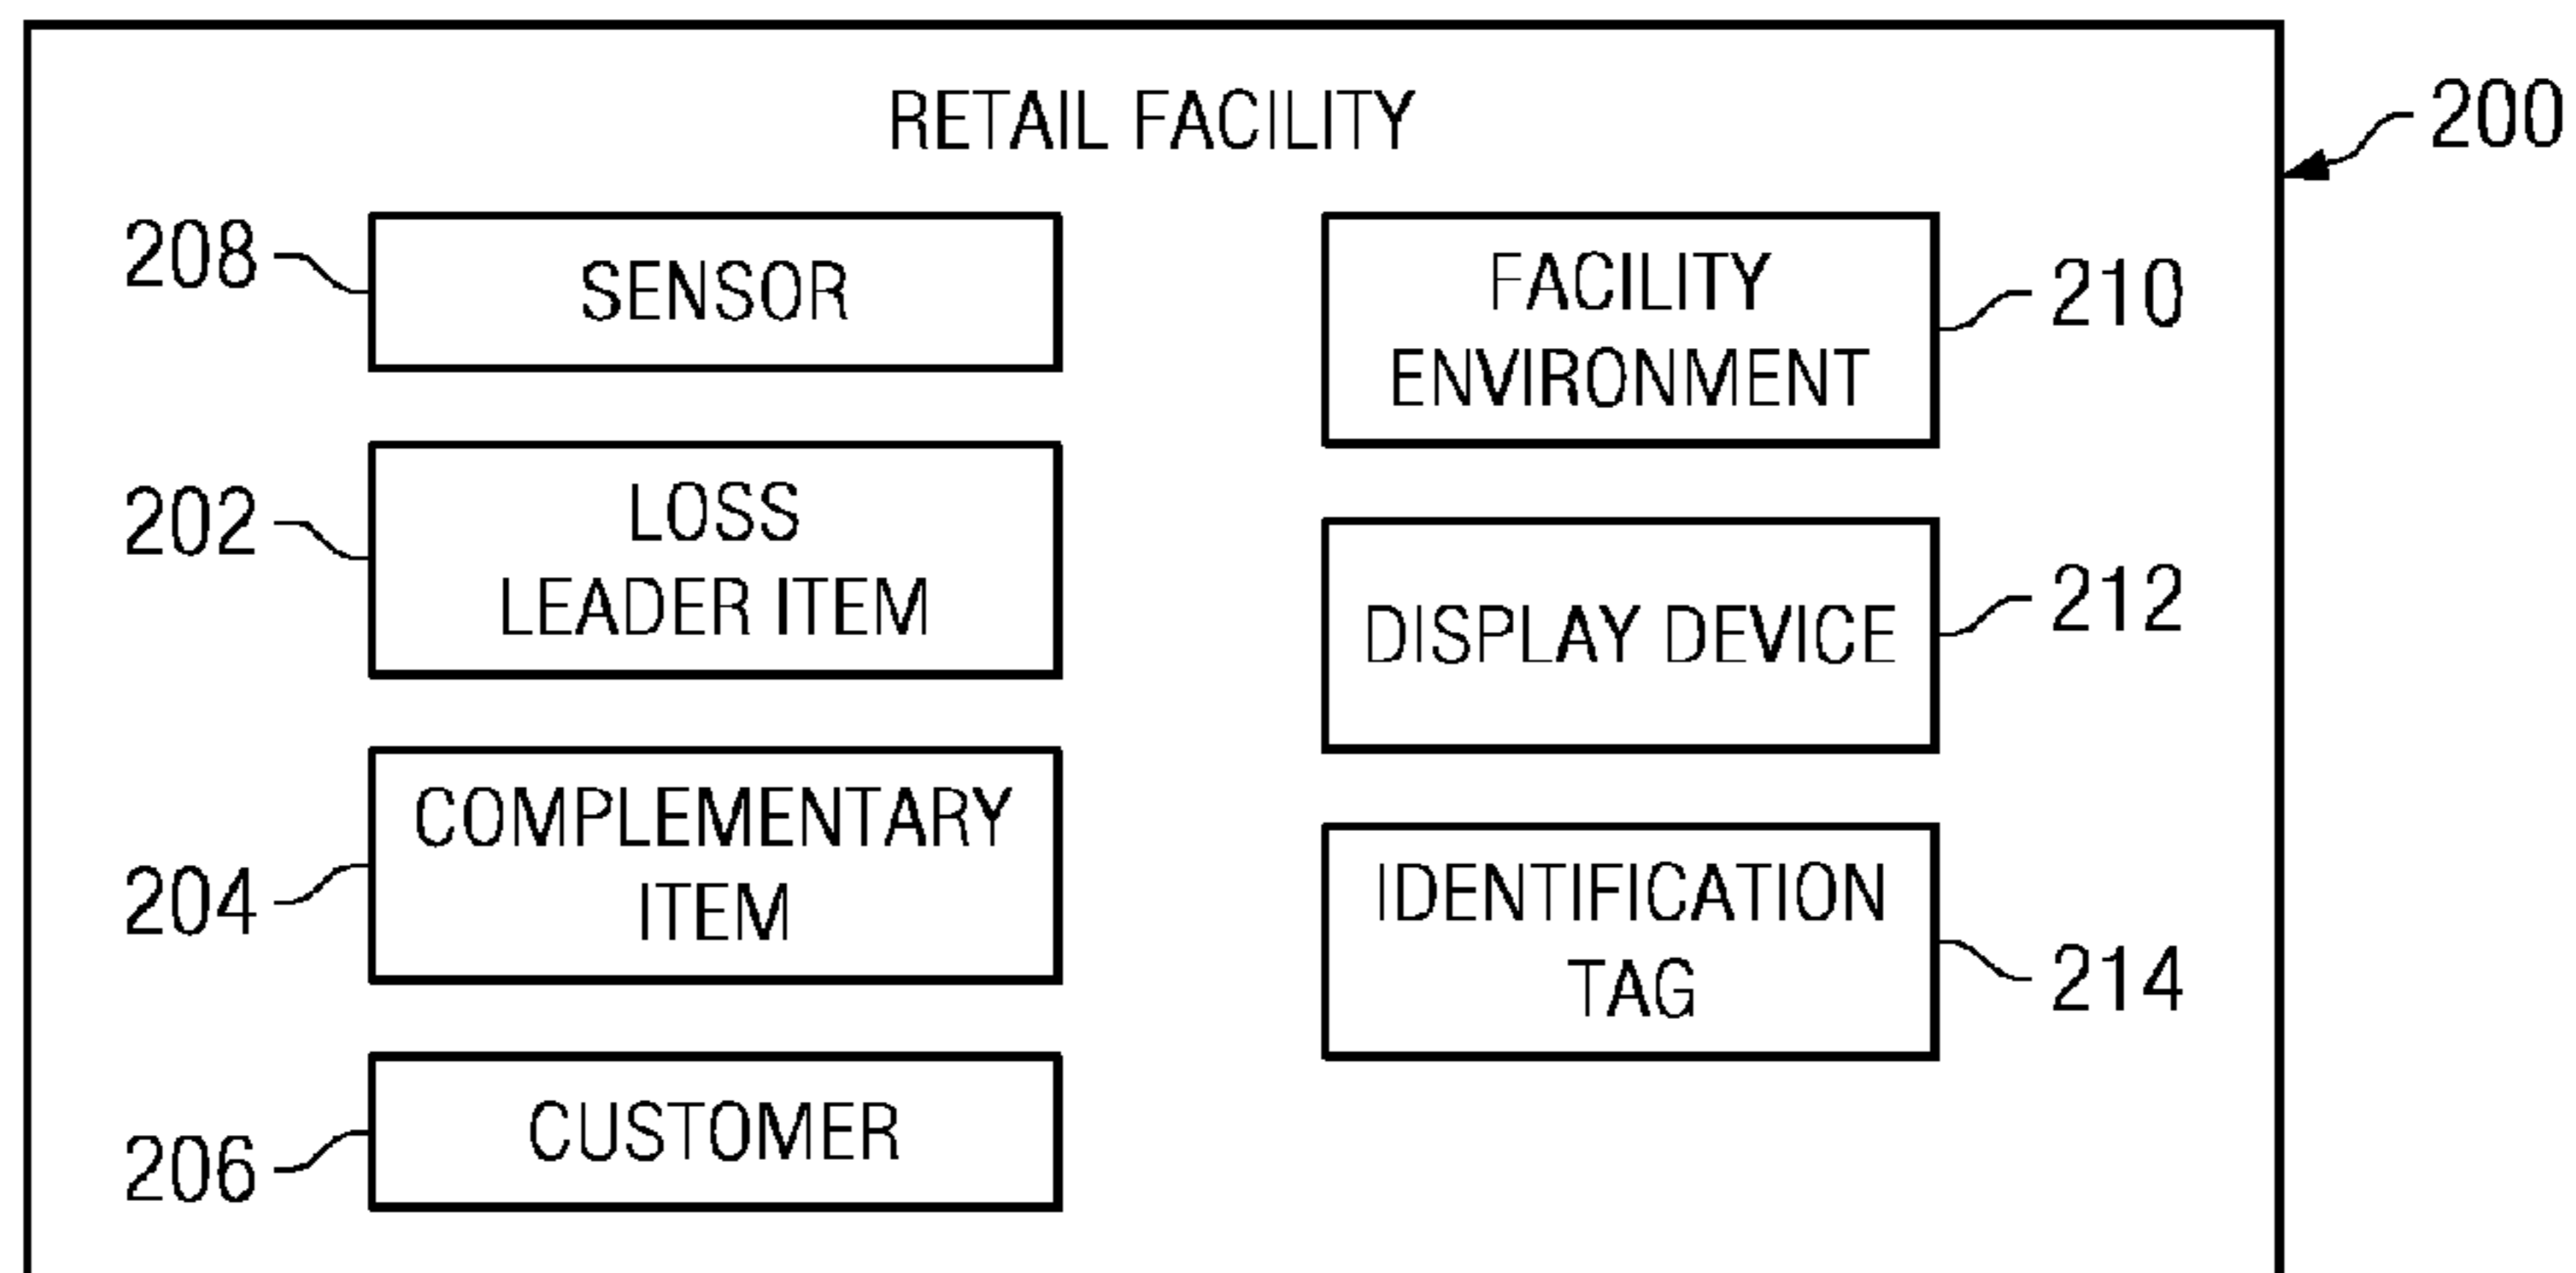 RETAIL FACILITY
200
208
SENSOR
202
LOSS
LEADER ITEM
204
COMPLEMENTARY
ITEM
206
CUSTOMER
FACILITY
ENVIRONMENT
210
DISPLAY DEVICE
212
IDENTIFICATION
TAG
214